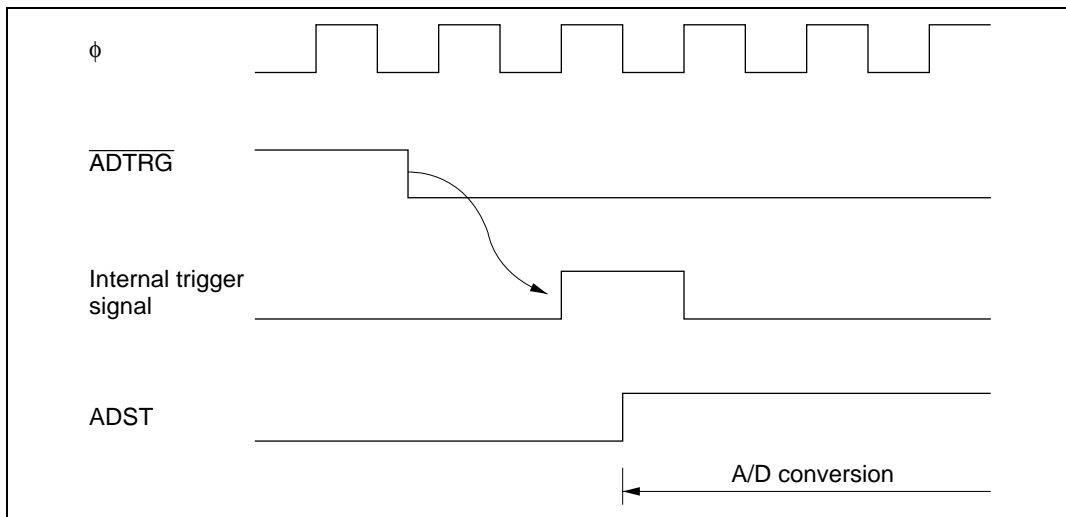 ϕ
ADTRG
Internal trigger
signal
ADST
A/D conversion